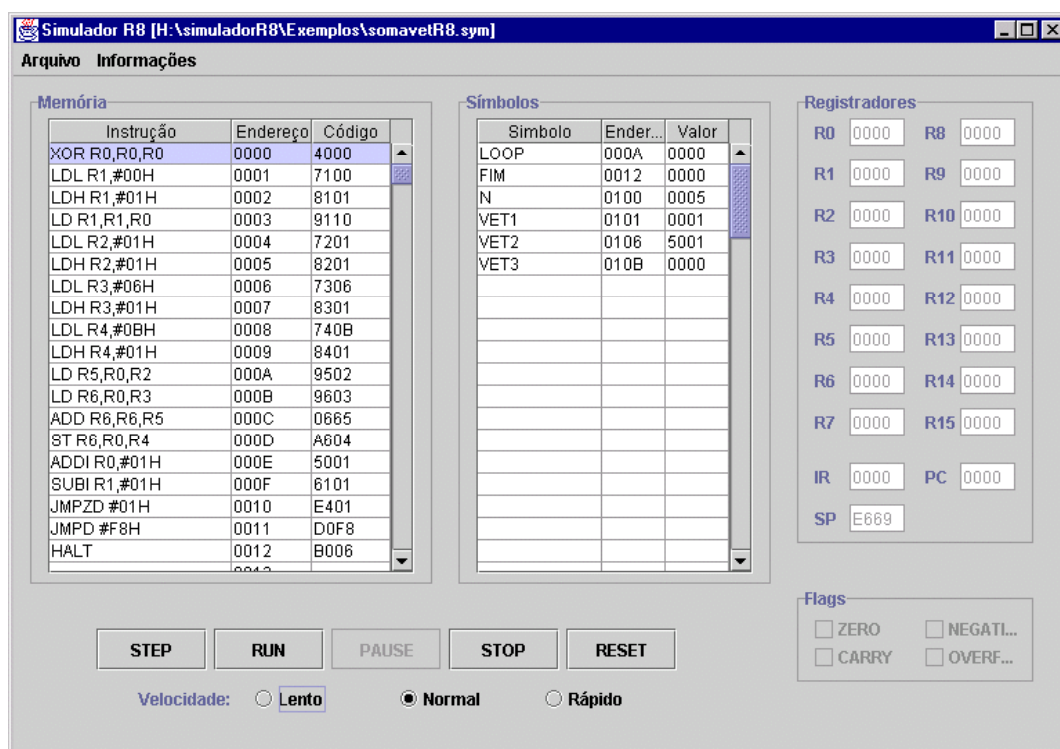 Simulador R8 [H:\simuladorR8\Exemplos\somavetR8.sym]
Arquivo Informações
Memória
Instrução Endereço Código
XOR R0,R0,R0 0000 4000
LDL R1,#00H 0001 7100
LDH R1,#01H 0002 8101
LD R1,R1,R0 0003 9110
LDL R2,#01H 0004 7201
LDH R2,#01H 0005 8201
LDL R3,#06H 0006 7306
LDH R3,#01H 0007 8301
LDL R4,#0BH 0008 740B
LDH R4,#01H 0009 8401
LD R5,R0,R2 000A 9502
LD R6,R0,R3 000B 9603
ADD R6,R6,R5 000C 0665
ST R6,R0,R4 000D A604
ADDI R0,#01H 000E 5001
SUBI R1,#01H 000F 6101
JMPZD #01H 0010 E401
JMPD #F8H 0011 D0F8
HALT 0012 B006
0013
Símbolos
Simbolo Ender... Valor
LOOP 000A 0000
FIM 0012 0000
N 0100 0005
VET1 0101 0001
VET2 0106 5001
VET3 010B 0000
Registradores
R0 0000 R8 0000
R1 0000 R9 0000
R2 0000 R10 0000
R3 0000 R11 0000
R4 0000 R12 0000
R5 0000 R13 0000
R6 0000 R14 0000
R7 0000 R15 0000
IR 0000 PC 0000
SP E669
Flags
ZERO NEGATI...
CARRY OVERF...
STEP RUN PAUSE STOP RESET
Velocidade: Lento Normal Rápido